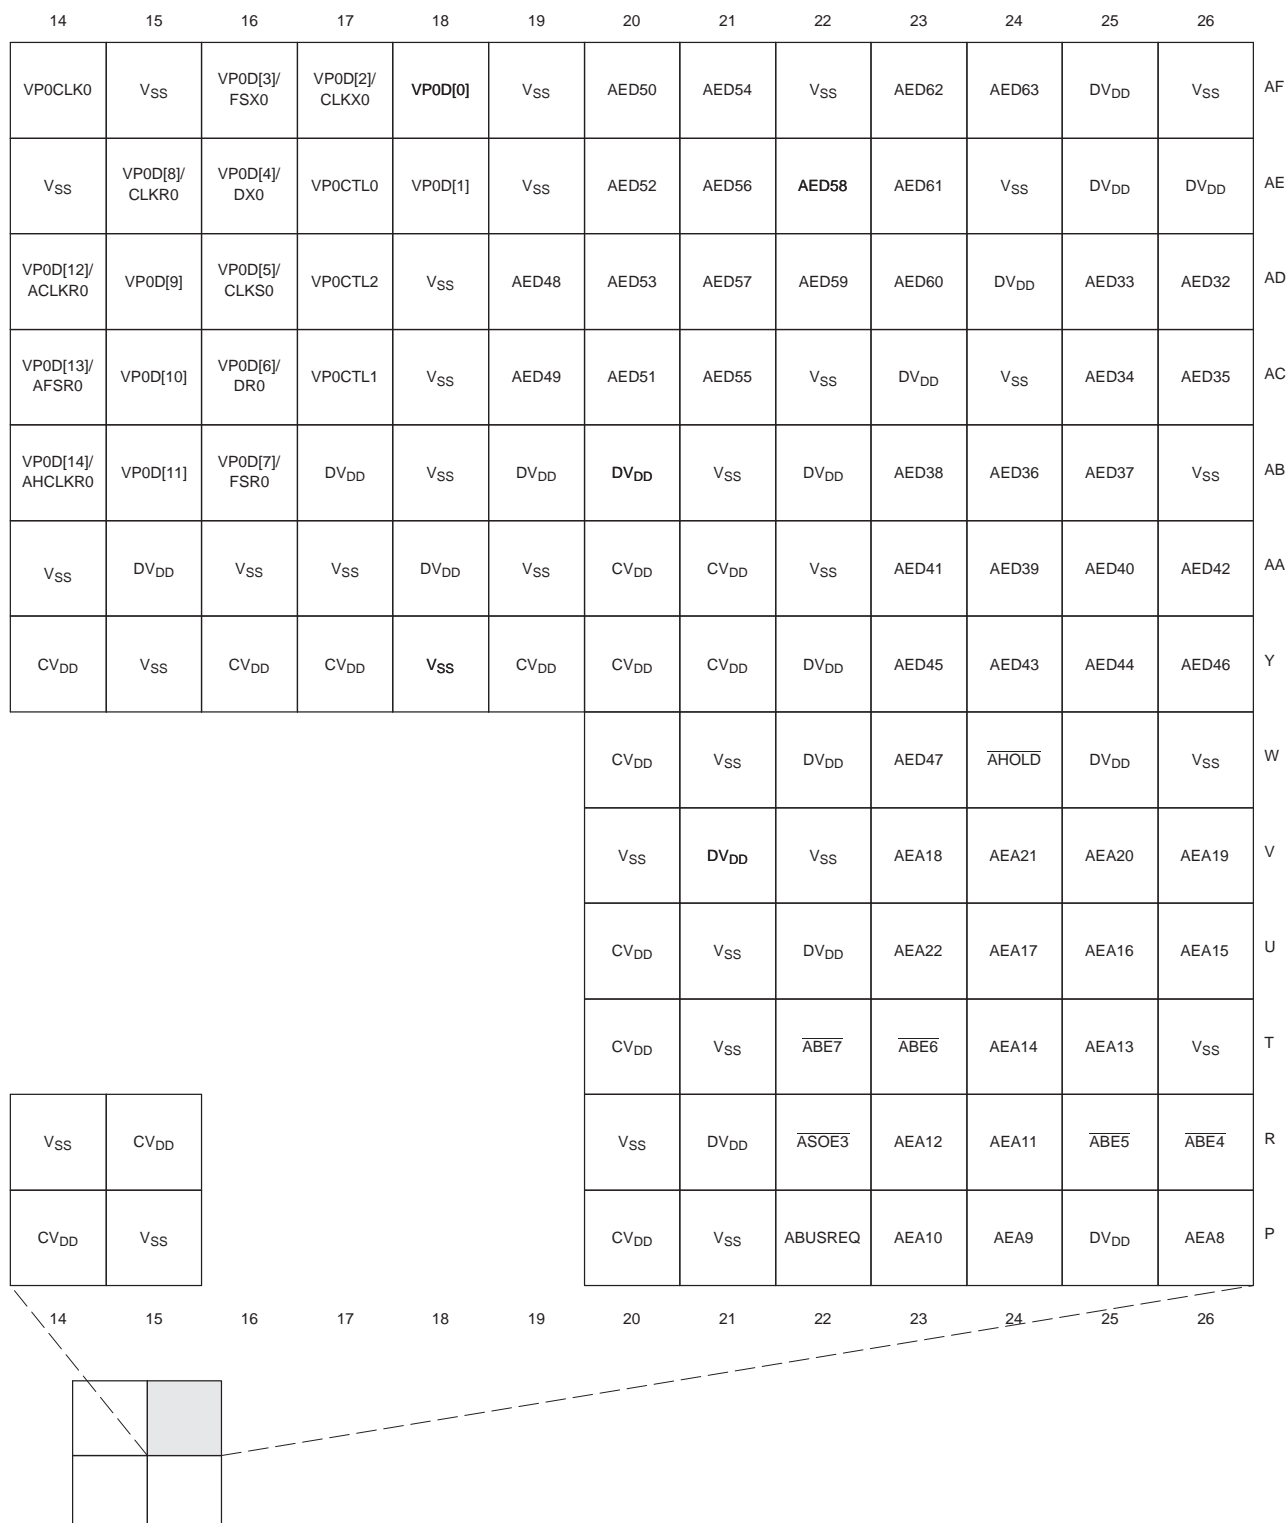 14 15 16 17 18 19 20 21 22 23 24 25 26
VP0CLK0 VSS VP0D[3]/FSX0 VP0D[2]/CLKX0 VP0D[0] VSS AED50 AED54 VSS AED62 AED63 DVDD VSS AF
VSS VP0D[8]/CLKR0 VP0D[4]/DX0 VP0CTL0 VP0D[1] VSS AED52 AED56 AED58 AED61 VSS DVDD DVDD AE
VP0D[12]/ACLKR0 VP0D[9] VP0D[5]/CLKS0 VP0CTL2 VSS AED48 AED53 AED57 AED59 AED60 DVDD AED33 AED32 AD
VP0D[13]/AFSR0 VP0D[10] VP0D[6]/DR0 VP0CTL1 VSS AED49 AED51 AED55 VSS DVDD VSS AED34 AED35 AC
VP0D[14]/AHCLKR0 VP0D[11] VP0D[7]/FSR0 DVDD VSS DVDD DVDD VSS DVDD AED38 AED36 AED37 VSS AB
VSS DVDD VSS VSS DVDD VSS CVDD CVDD VSS AED41 AED39 AED40 AED42 AA
CVDD VSS CVDD CVDD VSS CVDD CVDD CVDD DVDD AED45 AED43 AED44 AED46 Y
CVDD VSS DVDD AED47 AHOLD DVDD VSS W
VSS DVDD VSS AEA18 AEA21 AEA20 AEA19 V
CVDD VSS DVDD AEA22 AEA17 AEA16 AEA15 U
CVDD VSS ABE7 ABE6 AEA14 AEA13 VSS T
VSS CVDD VSS DVDD ASOE3 AEA12 AEA11 ABE5 ABE4 R
CVDD VSS CVDD VSS ABUSREQ AEA10 AEA9 DVDD AEA8 P
14 15 16 17 18 19 20 21 22 23 24 25 26